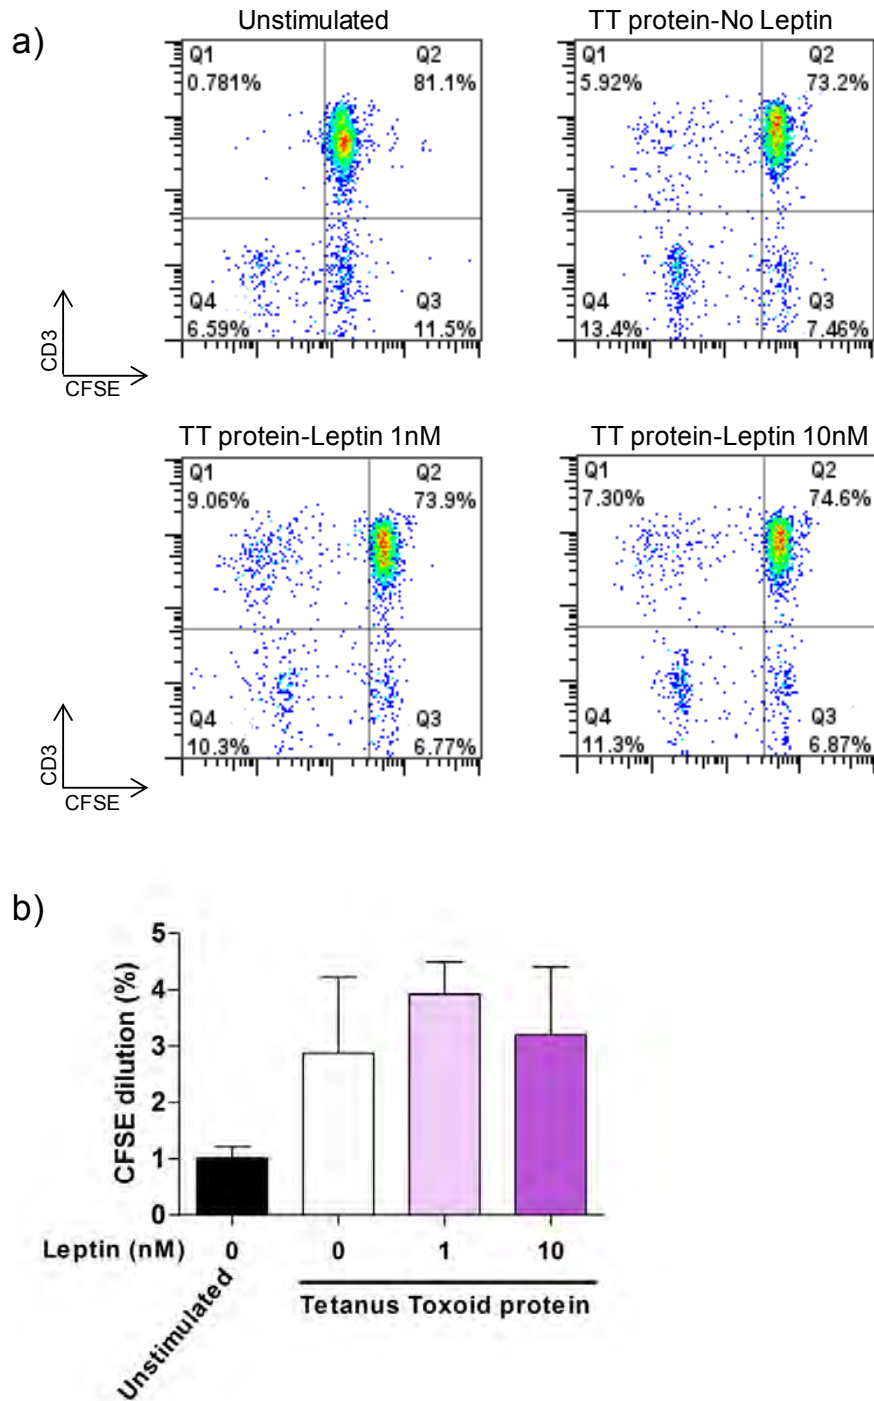 a)
Unstimulated
TT protein-No Leptin
Q1
0.781%
Q2
81.1%
Q4
6.59%
Q3
11.5%
Q1
5.92%
Q2
73.2%
Q4
13.4%
Q3
7.46%
CD3
CFSE
TT protein-Leptin 1nM
TT protein-Leptin 10nM
Q1
9.06%
Q2
73.9%
Q4
10.3%
Q3
6.77%
Q1
7.30%
Q2
74.6%
Q4
11.3%
Q3
6.87%
CD3
CFSE
b)
CFSE dilution (%)
5
4
3
2
1
0
Leptin (nM) 0 0 1 10
Unstimulated
Tetanus Toxoid protein